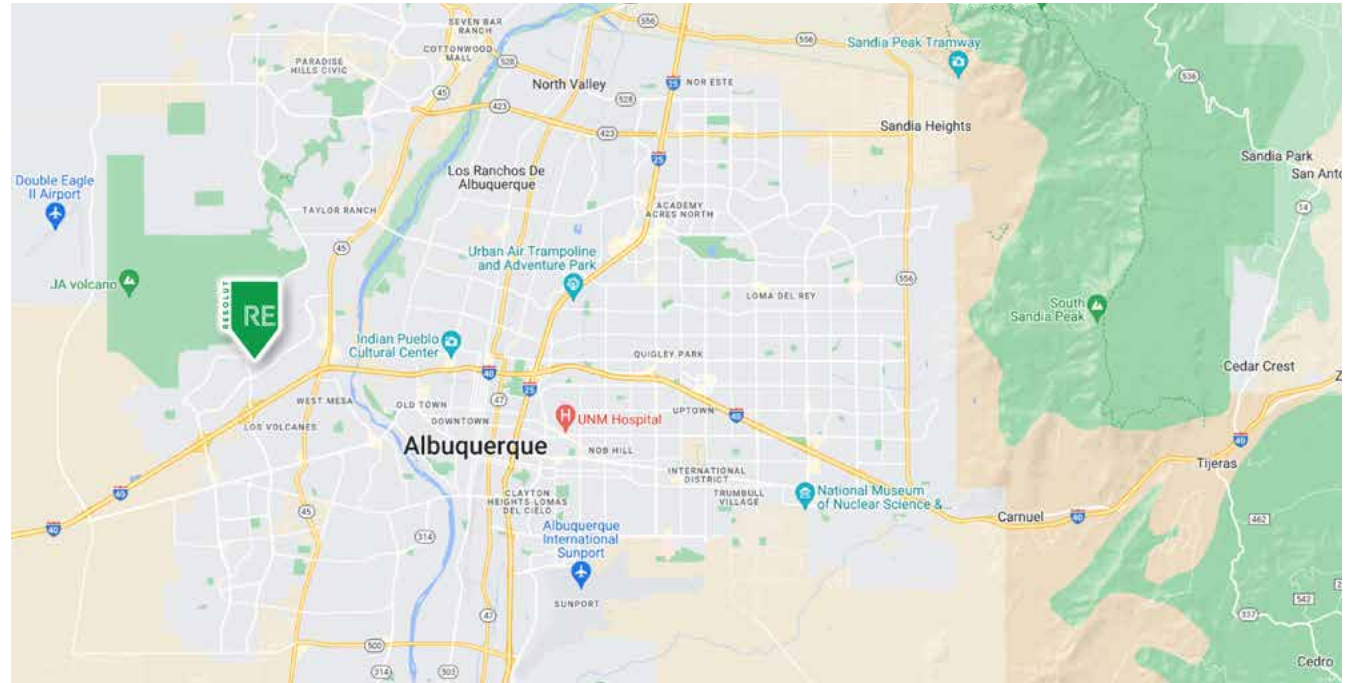 SEVEN BAR
RANCH
556
556
556
Sandia Peak Tramway
COTTONWOOD
MALL
528
PARADISE
HILLS CIVIC
536
North Valley
25
NOR ESTE
45
528
423
423
Sandia Heights
25
Sandia Park
San Anto
Los Ranchos De
Albuquerque
Double Eagle
II Airport
TAYLOR RANCH
ACADEMY
ACRES NORTH
14
45
Urban Air Trampoline
and Adventure Park
556
JA volcano
RESOLUT
RE
LOMA DEL REY
South
Sandia Peak
Indian Pueblo
Cultural Center
QUIGLEY PARK
Cedar Crest
40
25
WEST MESA
OLD TOWN
47
UPTOWN
40
DOWNTOWN
H
UNM Hospital
LOS VOLCANES
Albuquerque
NOB HILL
40
INTERNATIONAL
DISTRICT
Tijeras
40
CLAYTON
HEIGHTS-LOMAS
DEL CIELO
TRUMBULL
VILLAGE
National Museum
of Nuclear Science &...
45
Carnuel
40
462
40
314
Albuquerque
International
Sunport
SUNPORT
542
47
337
500
314
503
Cedro